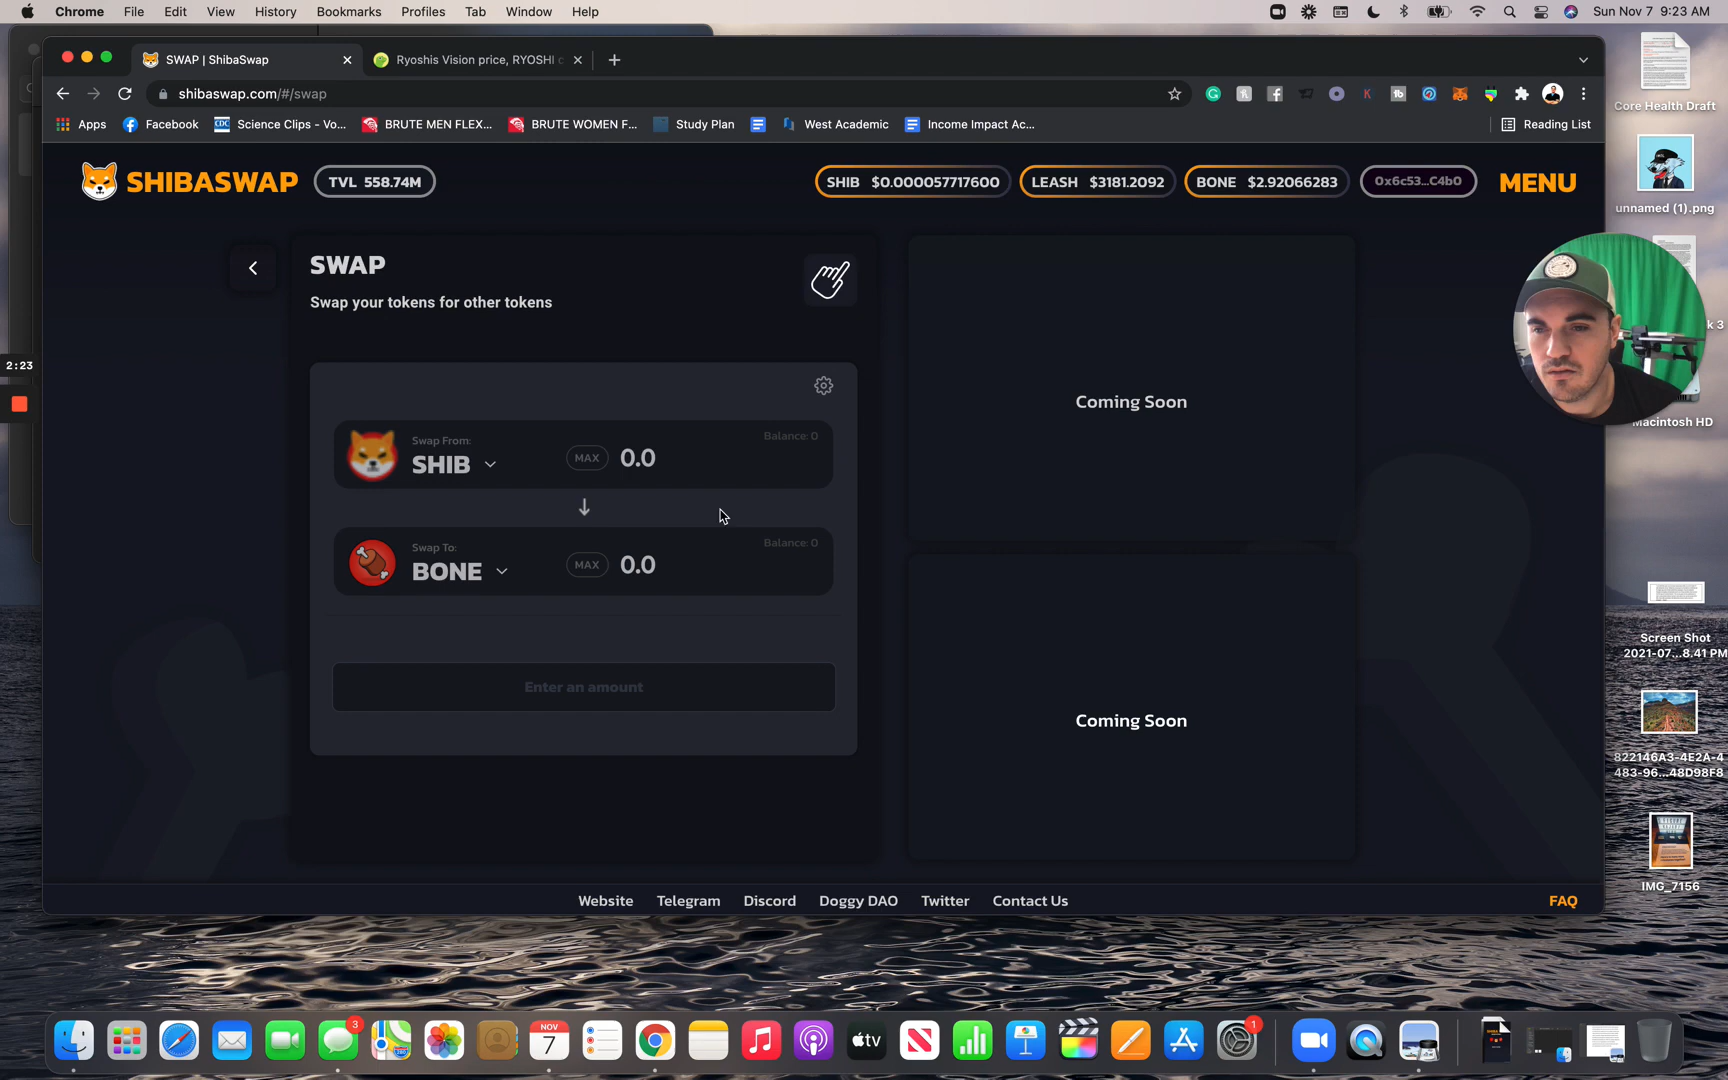 Chrome File Edit View History Bookmarks Profiles Tab Window Help
Sun Nov 7 9:23 AM
SWAP | ShibaSwap
Ryoshis Vision price, RYOSHI
shibaswap.com/#/swap
Apps Facebook Science Clips - Vo... BRUTE MEN FLEX... BRUTE WOMEN F... Study Plan West Academic Income Impact Ac... Reading List
SHIBASWAP
TVL 558.74M
SHIB $0.000057717600
LEASH $3181.2092
BONE $2.92066283
0x6c53...C4b0
MENU
SWAP
Swap your tokens for other tokens
Swap From:
SHIB
MAX
0.0
Balance: 0
Swap To:
BONE
MAX
0.0
Balance: 0
Enter an amount
Coming Soon
Coming Soon
Website Telegram Discord Doggy DAO Twitter Contact Us
FAQ
2:23
Core Health Draft
unnamed (1).png
k 3
Macintosh HD
Screen Shot
2021-07...8.41 PM
822146A3-4E2A-4
483-96...48D98F8
IMG_7156
3
NOV
7
tv
1